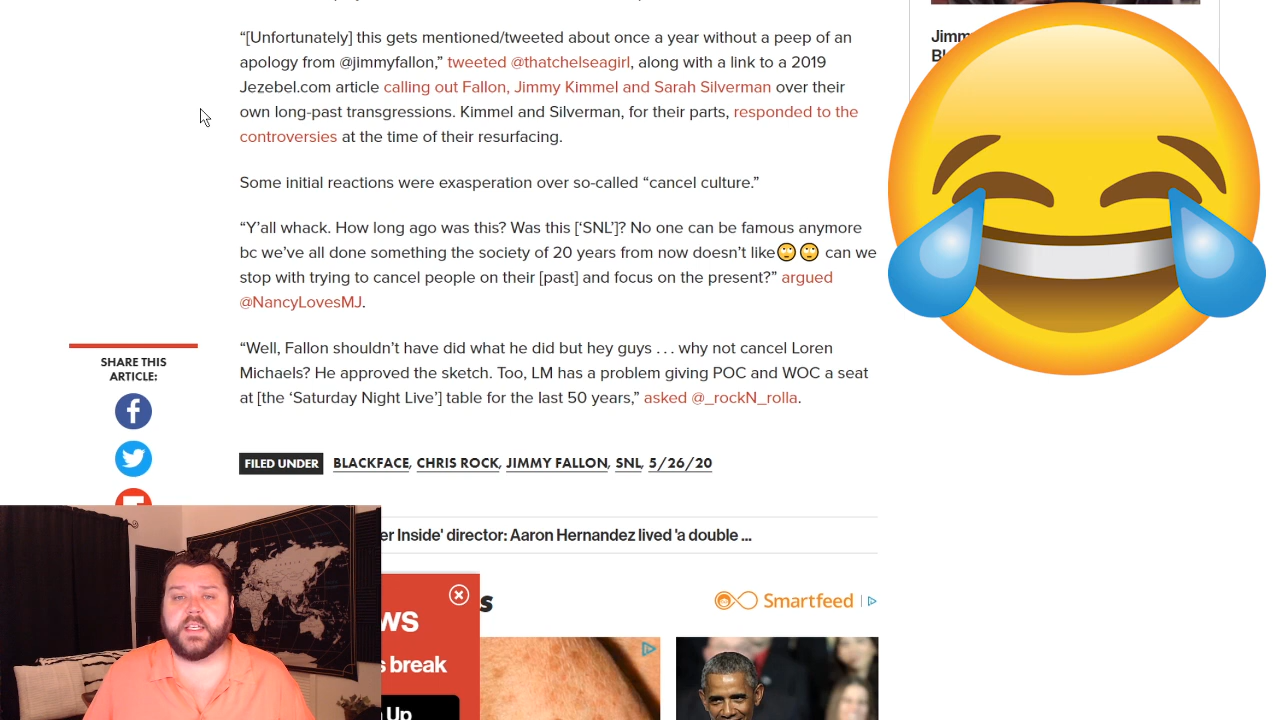 “[Unfortunately] this gets mentioned/tweeted about once a year without a peep of an
apology from @jimmyfallon,” tweeted @thatchelseagirl, along with a link to a 2019
Jezebel.com article calling out Fallon, Jimmy Kimmel and Sarah Silverman over their
own long-past transgressions. Kimmel and Silverman, for their parts, responded to the
controversies at the time of their resurfacing.
Some initial reactions were exasperation over so-called “cancel culture.”
“Y’all whack. How long ago was this? Was this [‘SNL’]? No one can be famous anymore
bc we’ve all done something the society of 20 years from now doesn’t like🙄🙄 can we
stop with trying to cancel people on their [past] and focus on the present?” argued
@NancyLovesMJ.
“Well, Fallon shouldn’t have did what he did but hey guys . . . why not cancel Loren
Michaels? He approved the sketch. Too, LM has a problem giving POC and WOC a seat
at [the ‘Saturday Night Live’] table for the last 50 years,” asked @_rockN_rolla.
SHARE THIS
ARTICLE:
FILED UNDER BLACKFACE, CHRIS ROCK, JIMMY FALLON, SNL, 5/26/20
er Inside' director: Aaron Hernandez lived 'a double ...
Smartfeed
ws
s break
Up